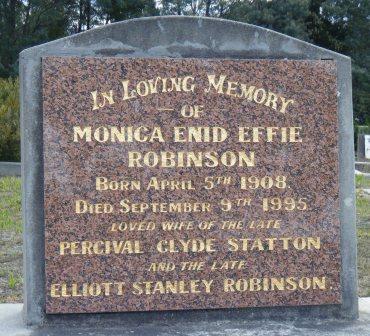 IN LOVING MEMORY
— OF
MONICA ENID EFFIE
ROBINSON
BORN APRIL 5TH 1908.
DIED SEPTEMBER 9TH 1995.
LOVED WIFE OF THE LATE
PERCIVAL CLYDE STATTON
AND THE LATE
ELLIOTT STANLEY ROBINSON.